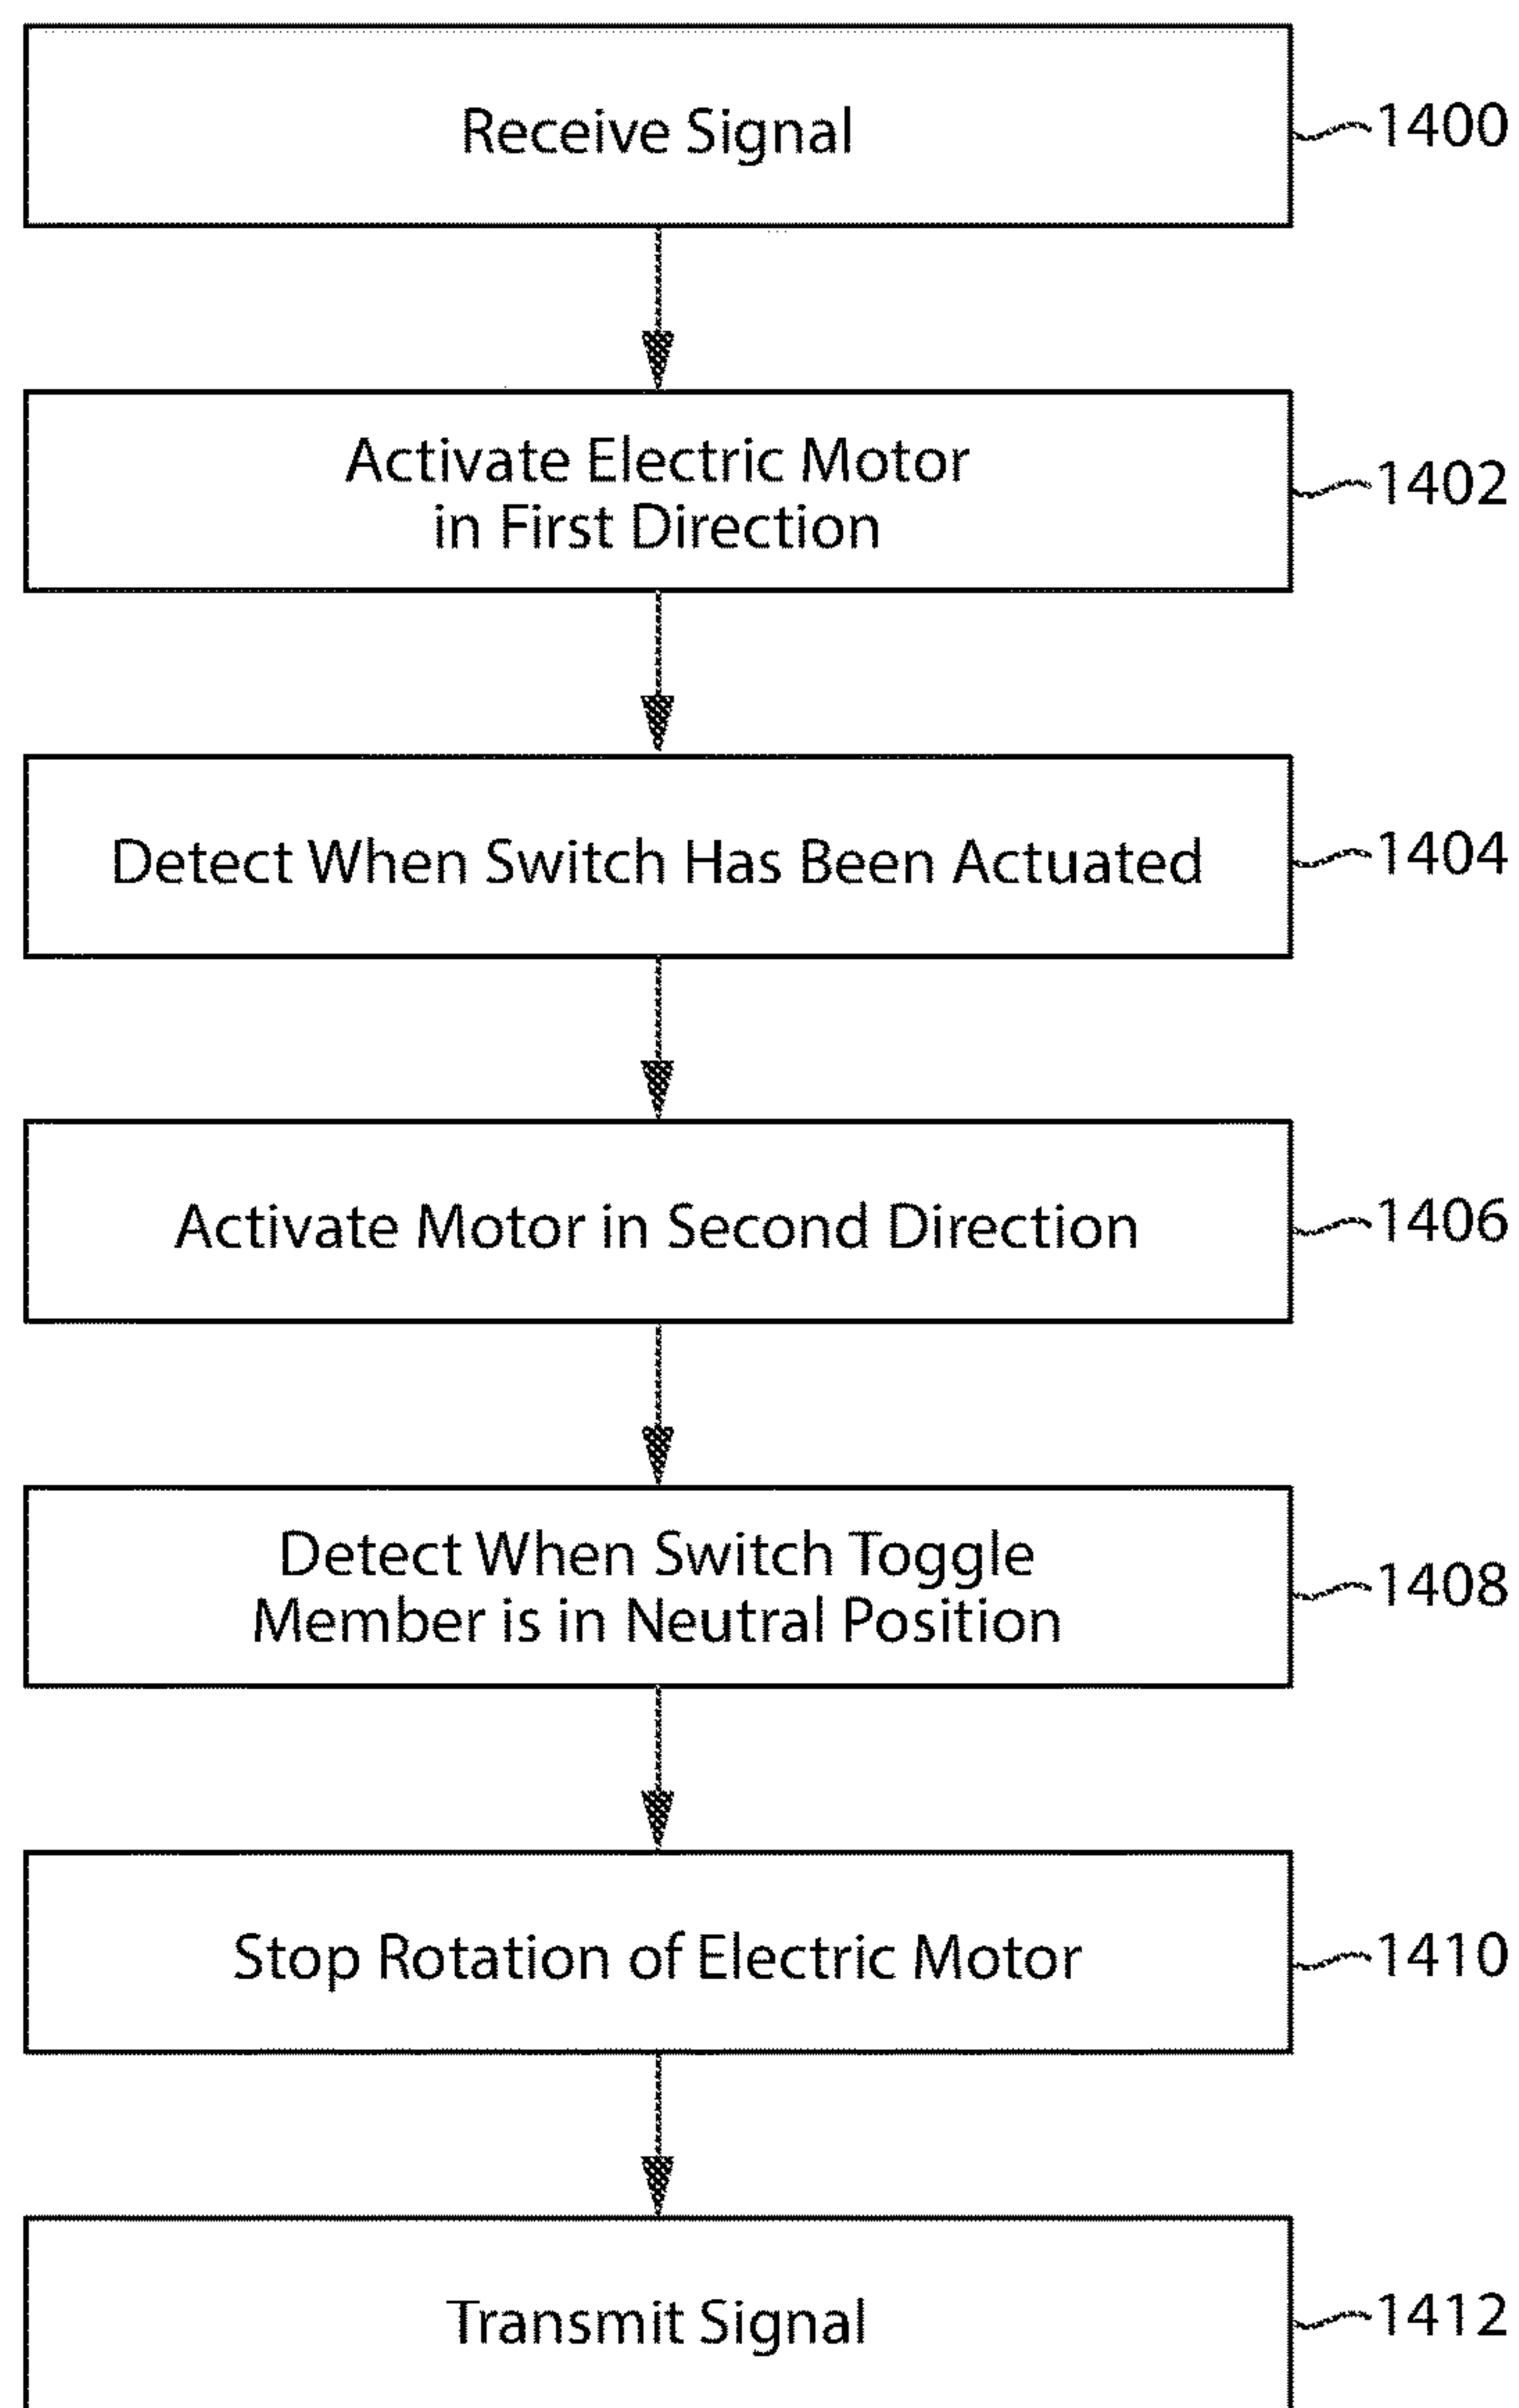 Receive Signal
1400
Activate Electric Motor
in First Direction
1402
Detect When Switch Has Been Actuated
1404
Activate Motor in Second Direction
1406
Detect When Switch Toggle
Member is in Neutral Position
1408
Stop Rotation of Electric Motor
1410
Transmit Signal
1412